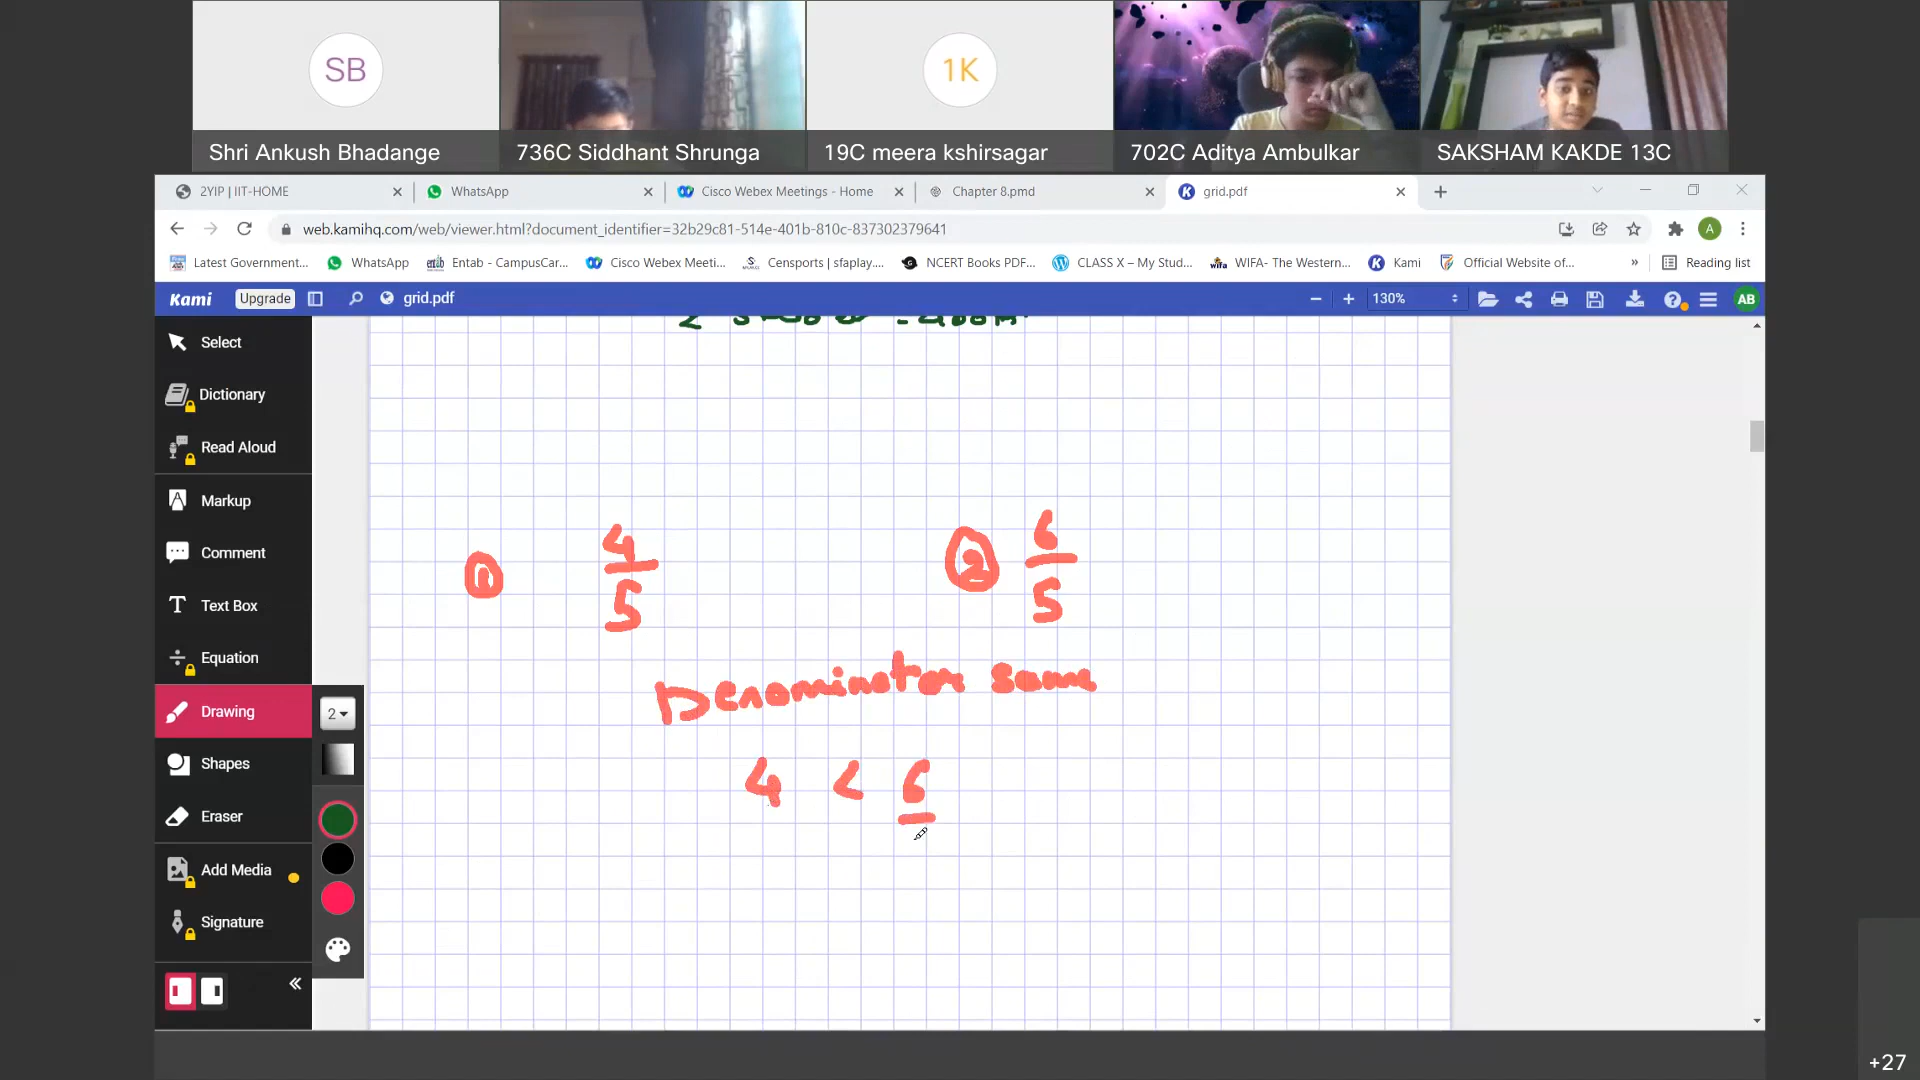 SB
1K
Shri Ankush Bhadange
736C Siddhant Shrunga
19C meera kshirsagar
702C Aditya Ambulkar
SAKSHAM KAKDE 13C
2YIP | IIT-HOME
WhatsApp
Cisco Webex Meetings - Home
Chapter 8.pmd
grid.pdf
web.kamihq.com/web/viewer.html?document_identifier=32b29c81-514e-401b-810c-837302379641
A
Latest Government...
WhatsApp
Entab - CampusCar...
Cisco Webex Meeti...
Censports | sfaplay....
NCERT Books PDF...
CLASS X – My Stud...
WIFA- The Western...
Kami
Official Website of...
»
Reading list
Kami
Upgrade
grid.pdf
130%
AB
Select
Dictionary
Read Aloud
Markup
Comment
Text Box
Equation
Drawing
2
Shapes
Eraser
Add Media
Signature
① 4/5
② 6/5
Denominator same
4 < 6
+27